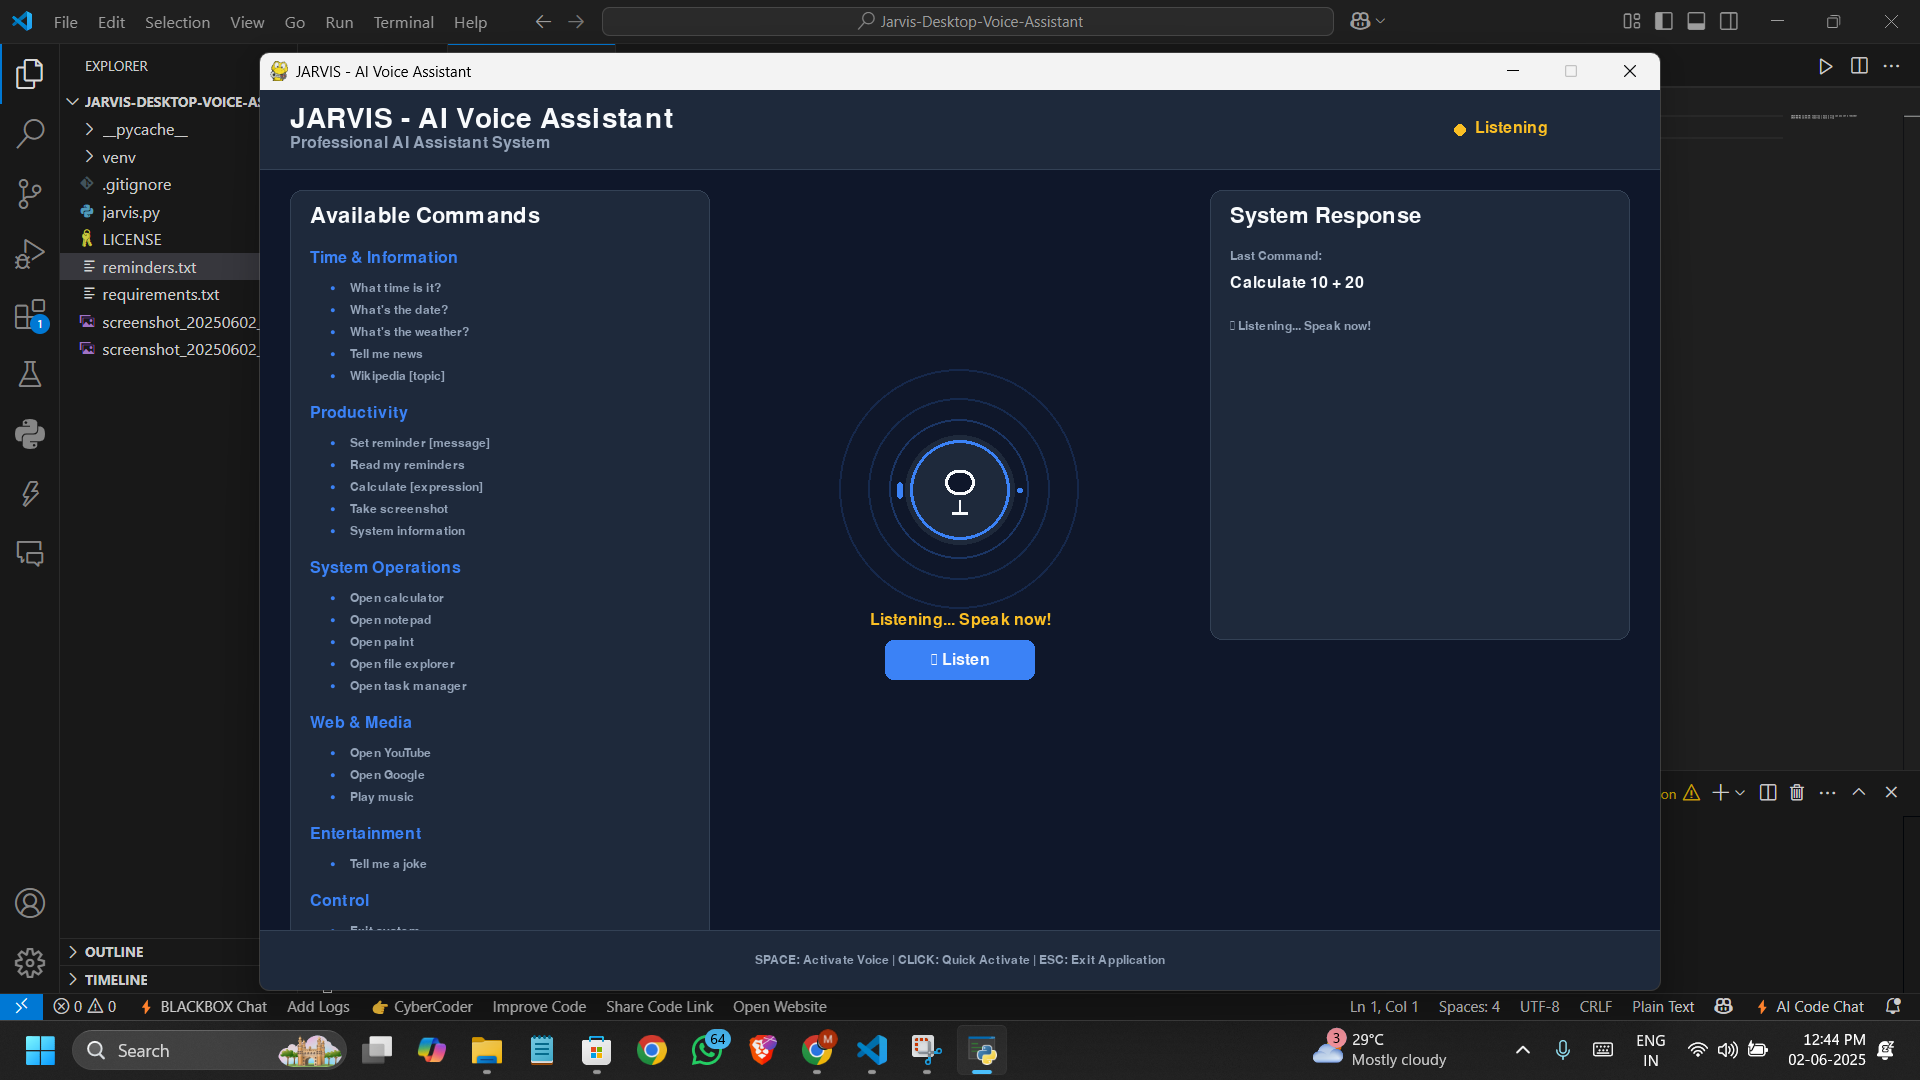 File Edit Selection View Go Run Terminal Help
Jarvis-Desktop-Voice-Assistant
EXPLORER
JARVIS-DESKTOP-VOICE-AS
__pycache__
venv
.gitignore
jarvis.py
LICENSE
reminders.txt
requirements.txt
screenshot_20250602_
screenshot_20250602_
1
OUTLINE
TIMELINE
JARVIS - AI Voice Assistant
JARVIS - AI Voice Assistant
Professional AI Assistant System
Listening
Available Commands
Time & Information
• What time is it?
• What's the date?
• What's the weather?
• Tell me news
• Wikipedia [topic]
Productivity
• Set reminder [message]
• Read my reminders
• Calculate [expression]
• Take screenshot
• System information
System Operations
• Open calculator
• Open notepad
• Open paint
• Open file explorer
• Open task manager
Web & Media
• Open YouTube
• Open Google
• Play music
Entertainment
• Tell me a joke
Control
• Exit system
Listening... Speak now!
Listen
System Response
Last Command:
Calculate 10 + 20
Listening... Speak now!
SPACE: Activate Voice | CLICK: Quick Activate | ESC: Exit Application
on
0 0 BLACKBOX Chat Add Logs CyberCoder Improve Code Share Code Link Open Website
Ln 1, Col 1 Spaces: 4 UTF-8 CRLF Plain Text AI Code Chat
Search
64
M
3
29°C
Mostly cloudy
ENG
IN
12:44 PM
02-06-2025